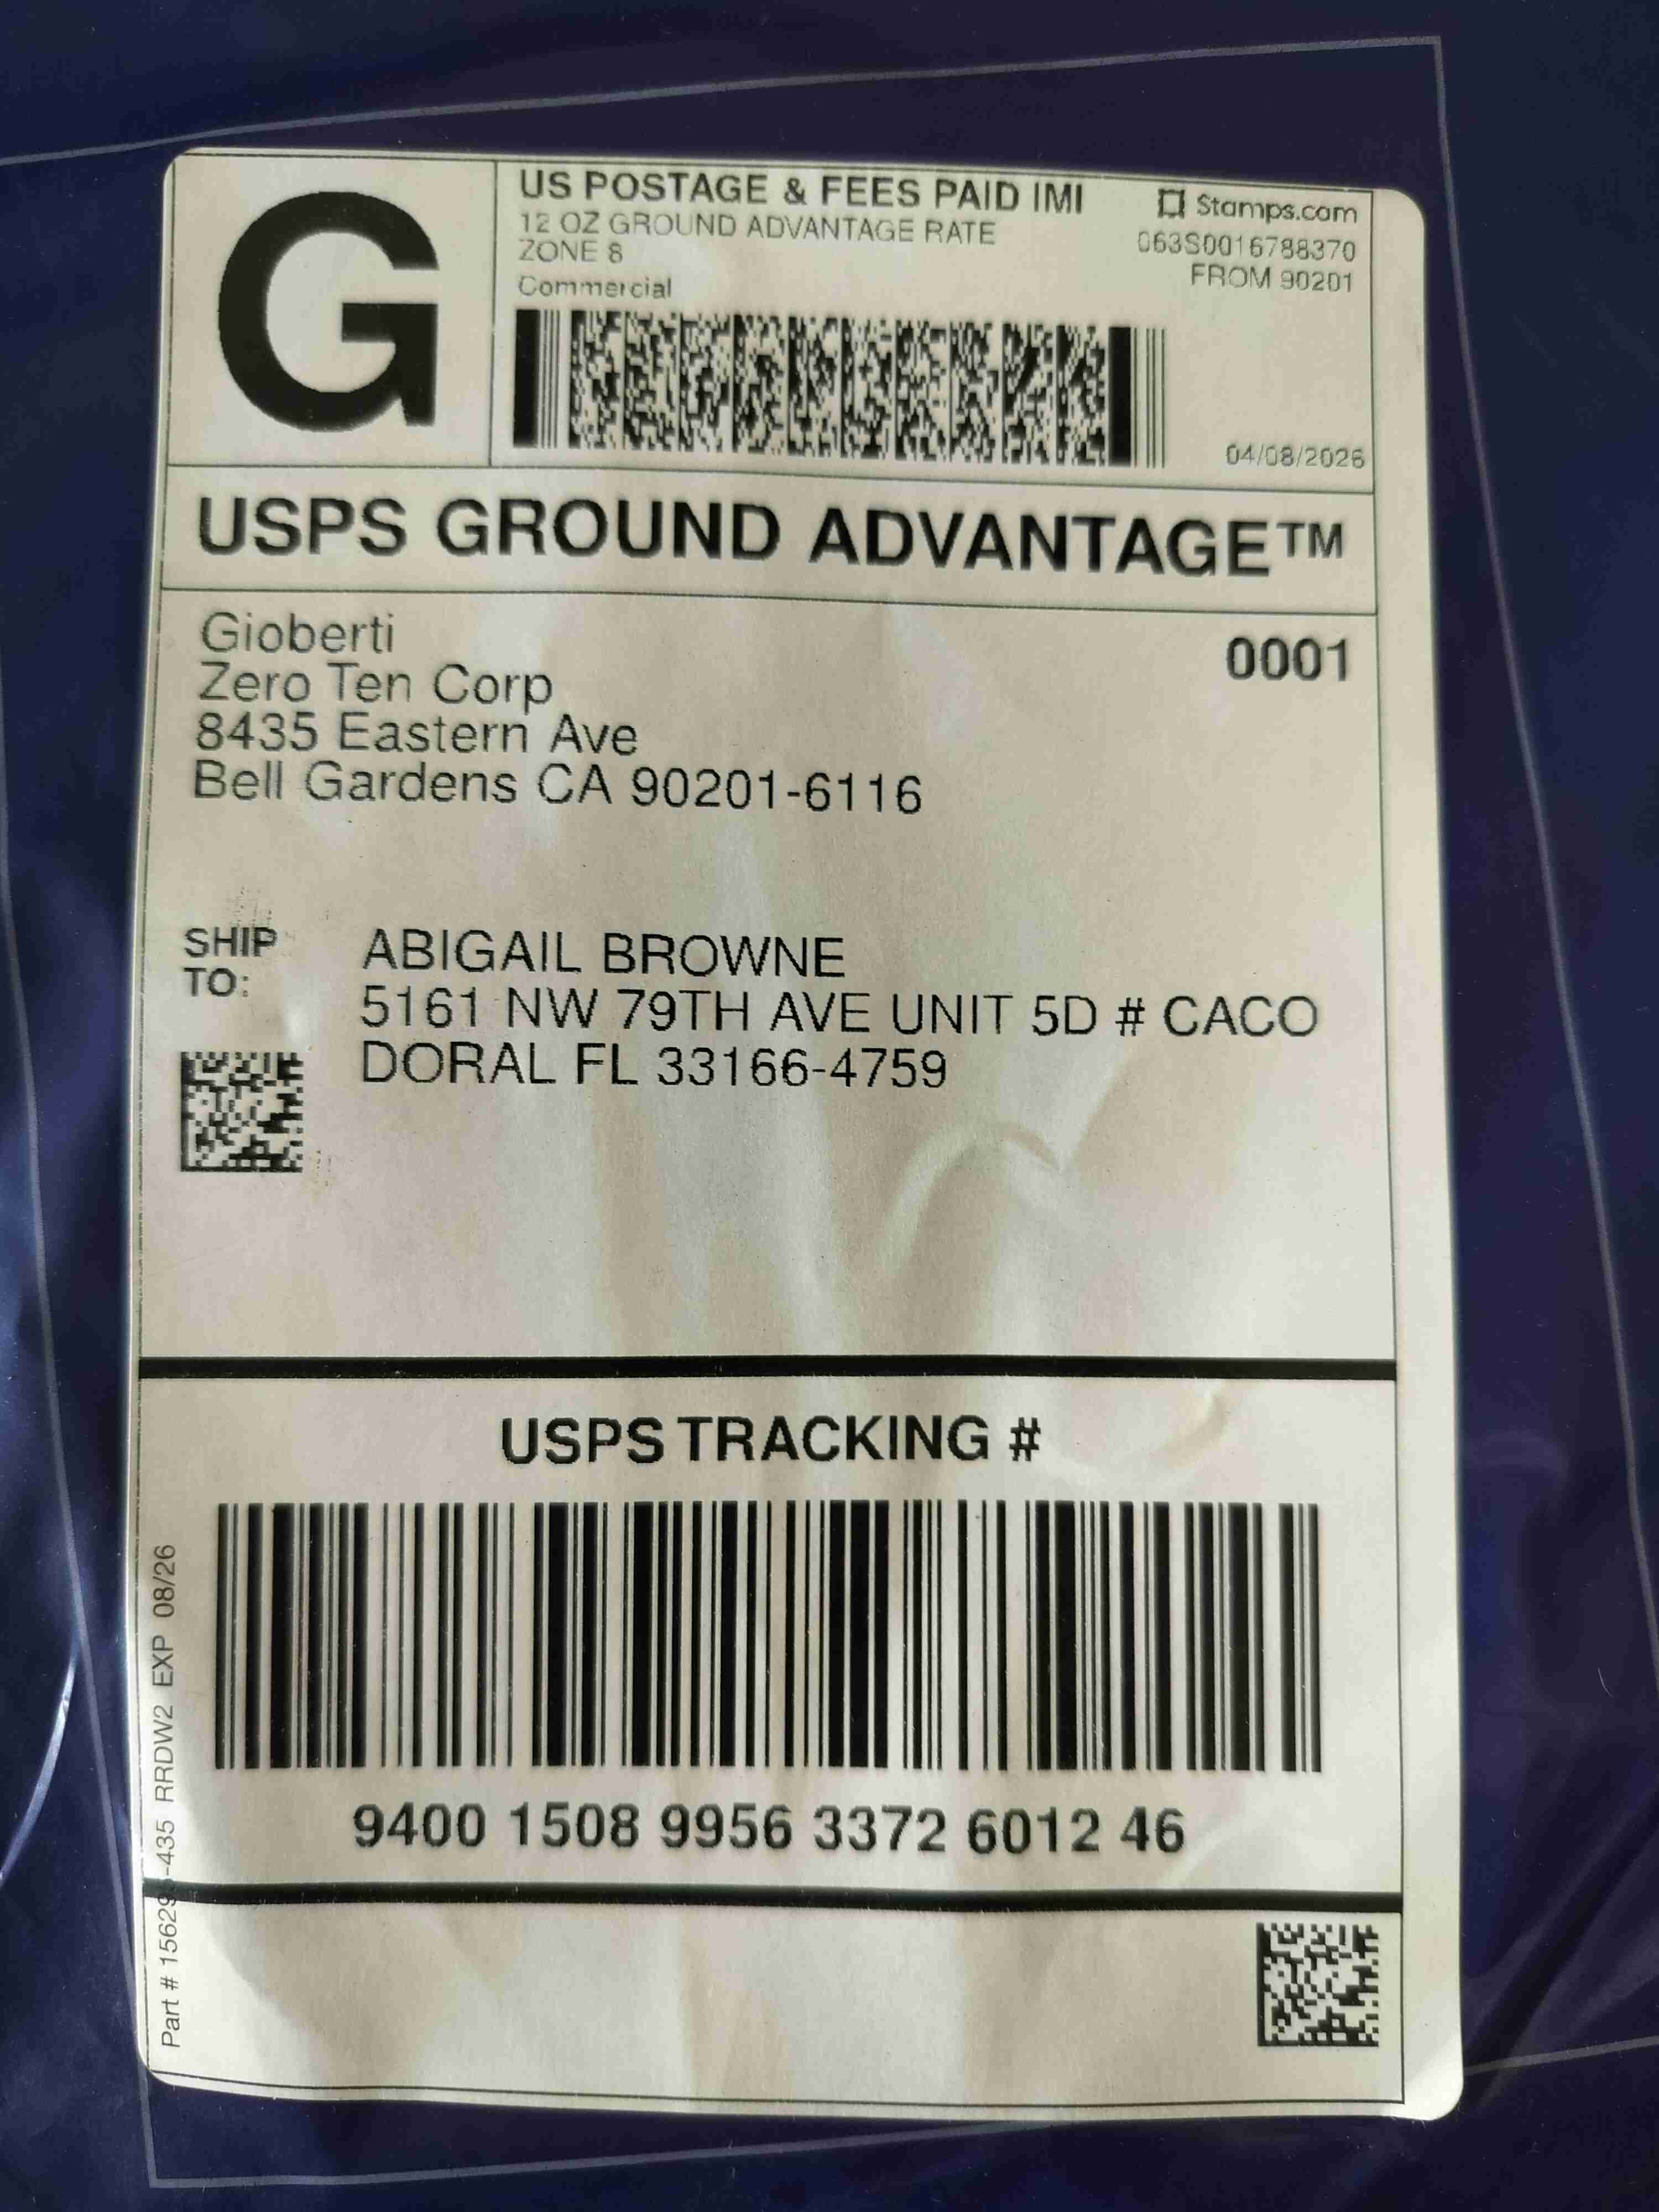 G
US POSTAGE & FEES PAID IMI
12 OZ GROUND ADVANTAGE RATE
ZONE 8
Commercial
Stamps.com
063S0016788370
FROM 90201
04/08/2026
USPS GROUND ADVANTAGE™
Gioberti
Zero Ten Corp
8435 Eastern Ave
Bell Gardens CA 90201-6116
0001
SHIP
TO:
ABIGAIL BROWNE
5161 NW 79TH AVE UNIT 5D # CACO
DORAL FL 33166-4759
USPS TRACKING #
9400 1508 9956 3372 6012 46
Part # RRDW2 EXP 08/26